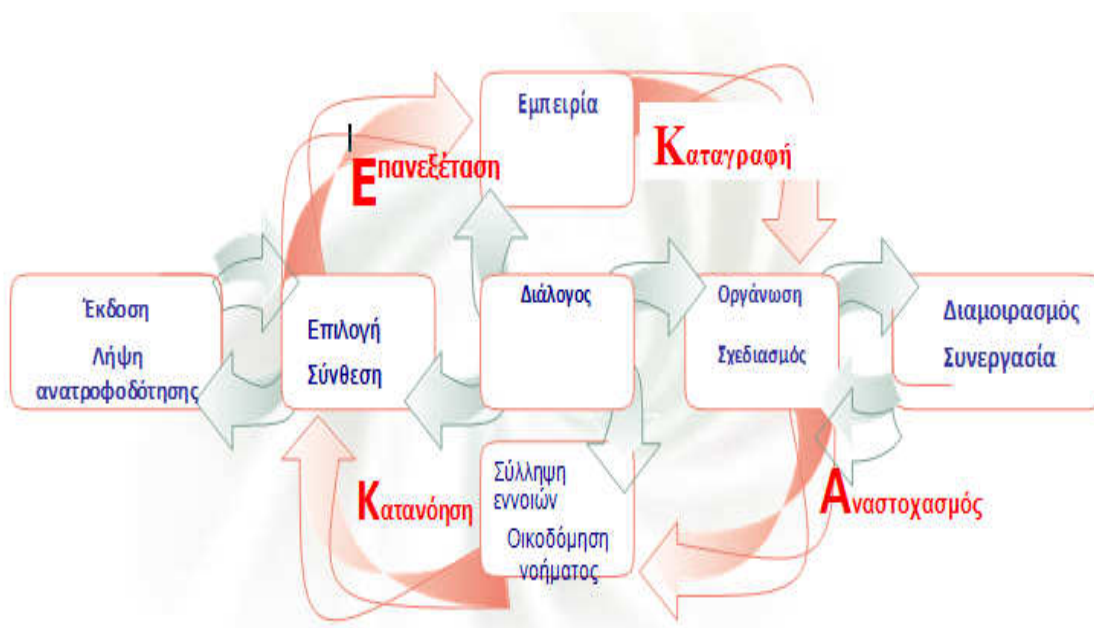 Εμπειρία
Καταγραφή
Επανεξέταση
Έκδοση
Λήψη
ανατροφοδότησης
Επιλογή
Σύνθεση
Διάλογος
Οργάνωση
Σχεδιασμός
Διαμοιρασμός
Συνεργασία
Κατανόηση
Σύλληψη
εννοιών
Οικοδόμηση
νοήματος
Αναστοχασμός